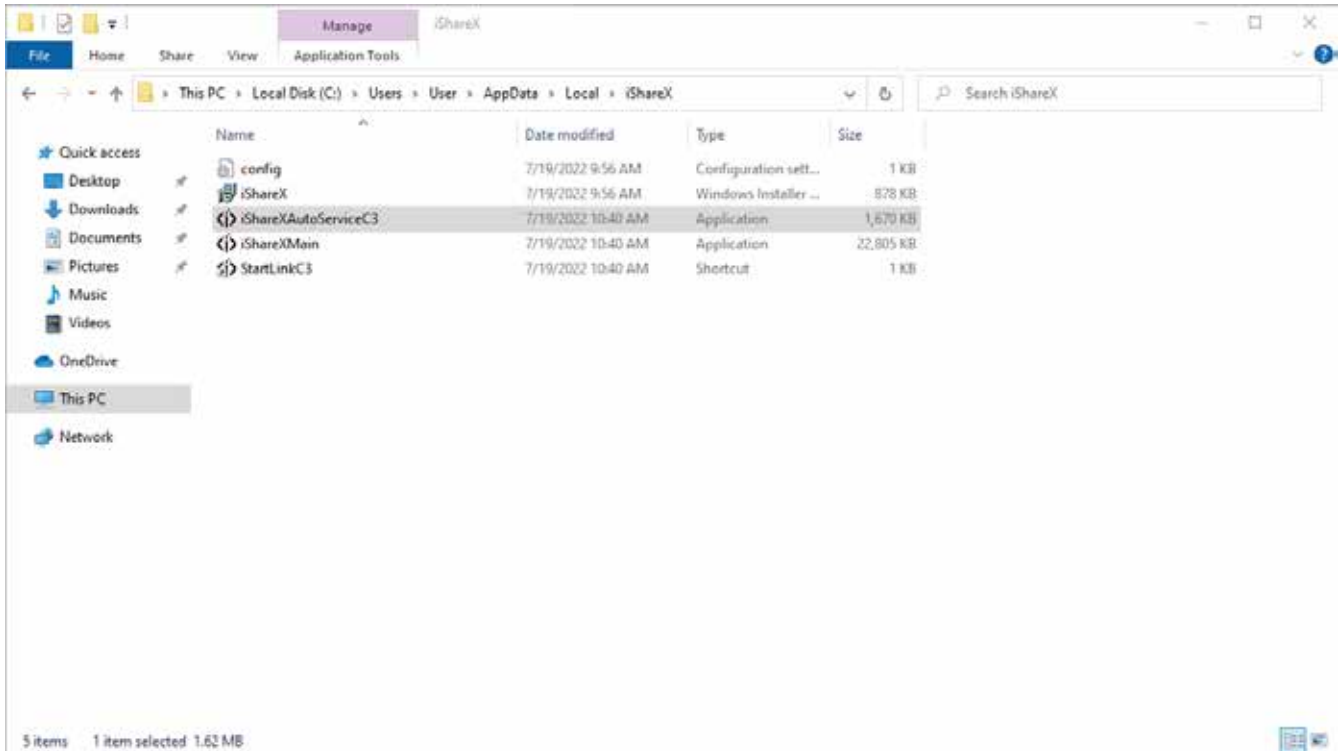 Manage iShareX
File Home Share View Application Tools
This PC › Local Disk (C:) › Users › User › AppData › Local › iShareX Search iShareX
Name Date modified Type Size
Quick access
Desktop
Downloads
Documents
Pictures
Music
Videos
OneDrive
This PC
Network
config 7/19/2022 9:56 AM Configuration sett... 1 KB
iShareX 7/19/2022 9:56 AM Windows Installer ... 878 KB
iShareXAutoServiceC3 7/19/2022 10:40 AM Application 1,670 KB
iShareXMain 7/19/2022 10:40 AM Application 22,805 KB
StartLinkC3 7/19/2022 10:40 AM Shortcut 1 KB
5 items 1 item selected 1.62 MB